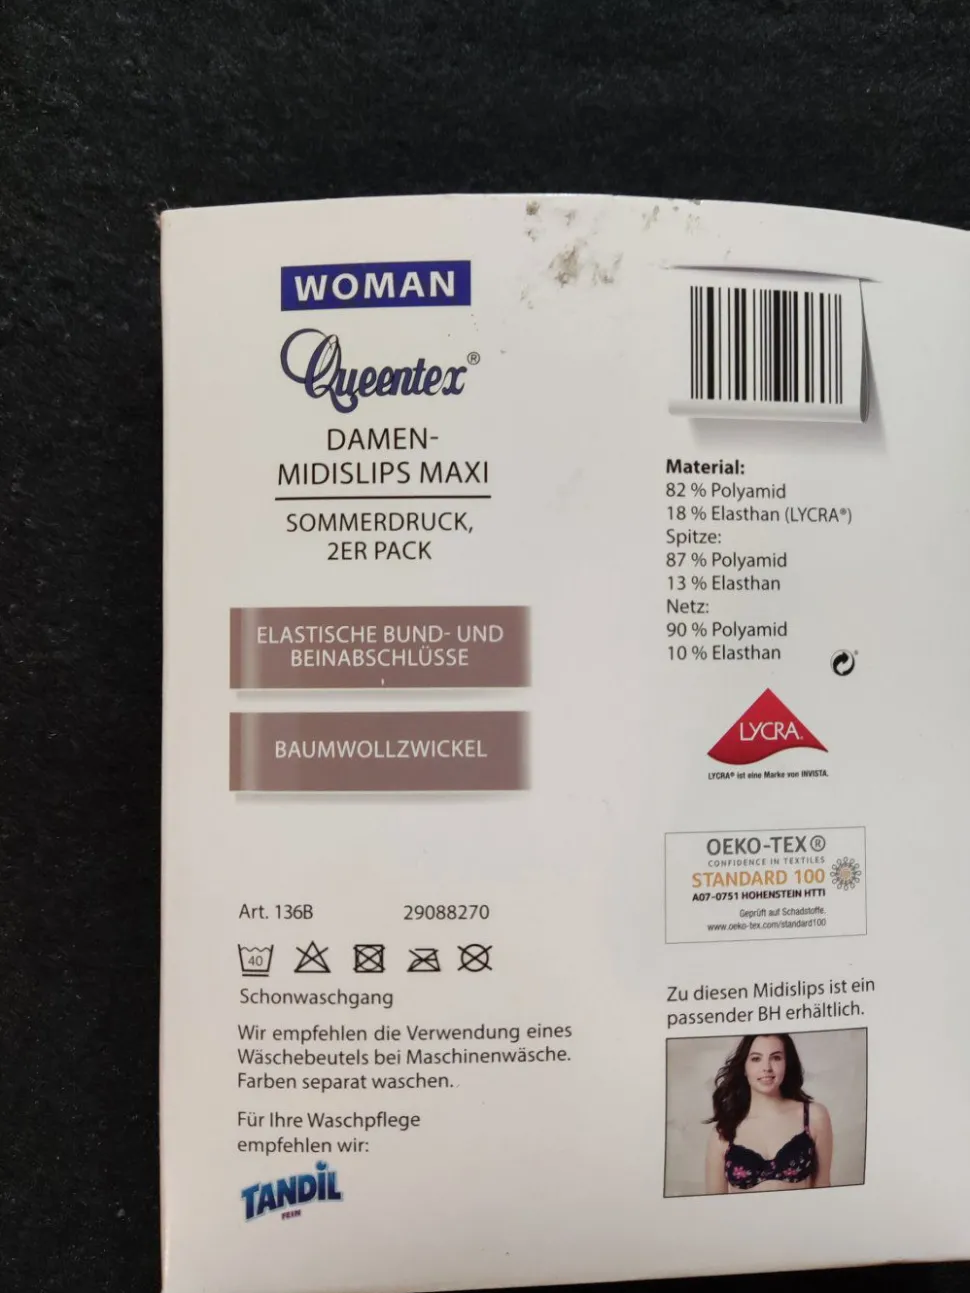 WOMAN
Queentex®
DAMEN-
MIDISLIPS MAXI
SOMMERDRUCK,
2ER PACK
ELASTISCHE BUND- UND
BEINABSCHLÜSSE
BAUMWOLLZWICKEL
Art. 136B 29088270
40
Schonwaschgang
Wir empfehlen die Verwendung eines
Wäschebeutels bei Maschinenwäsche.
Farben separat waschen.
Für Ihre Waschpflege
empfehlen wir:
TANDIL
FEIN
Material:
82 % Polyamid
18 % Elasthan (LYCRA®)
Spitze:
87 % Polyamid
13 % Elasthan
Netz:
90 % Polyamid
10 % Elasthan
LYCRA®
LYCRA® ist eine Marke von INVISTA.
OEKO-TEX®
CONFIDENCE IN TEXTILES
STANDARD 100
A07-0751 HOHENSTEIN HTTI
Geprüft auf Schadstoffe.
www.oeko-tex.com/standard100
Zu diesen Midislips ist ein
passender BH erhältlich.